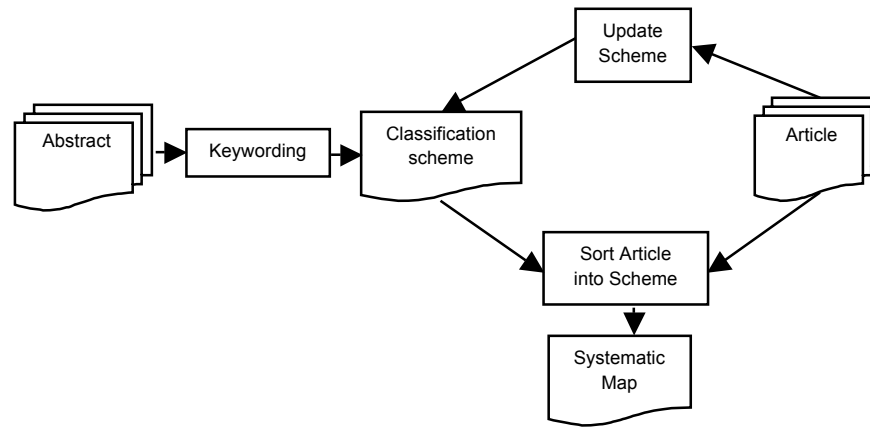 Update
Scheme
Abstract
Keywording
Classification
scheme
Article
Sort Article
into Scheme
Systematic
Map